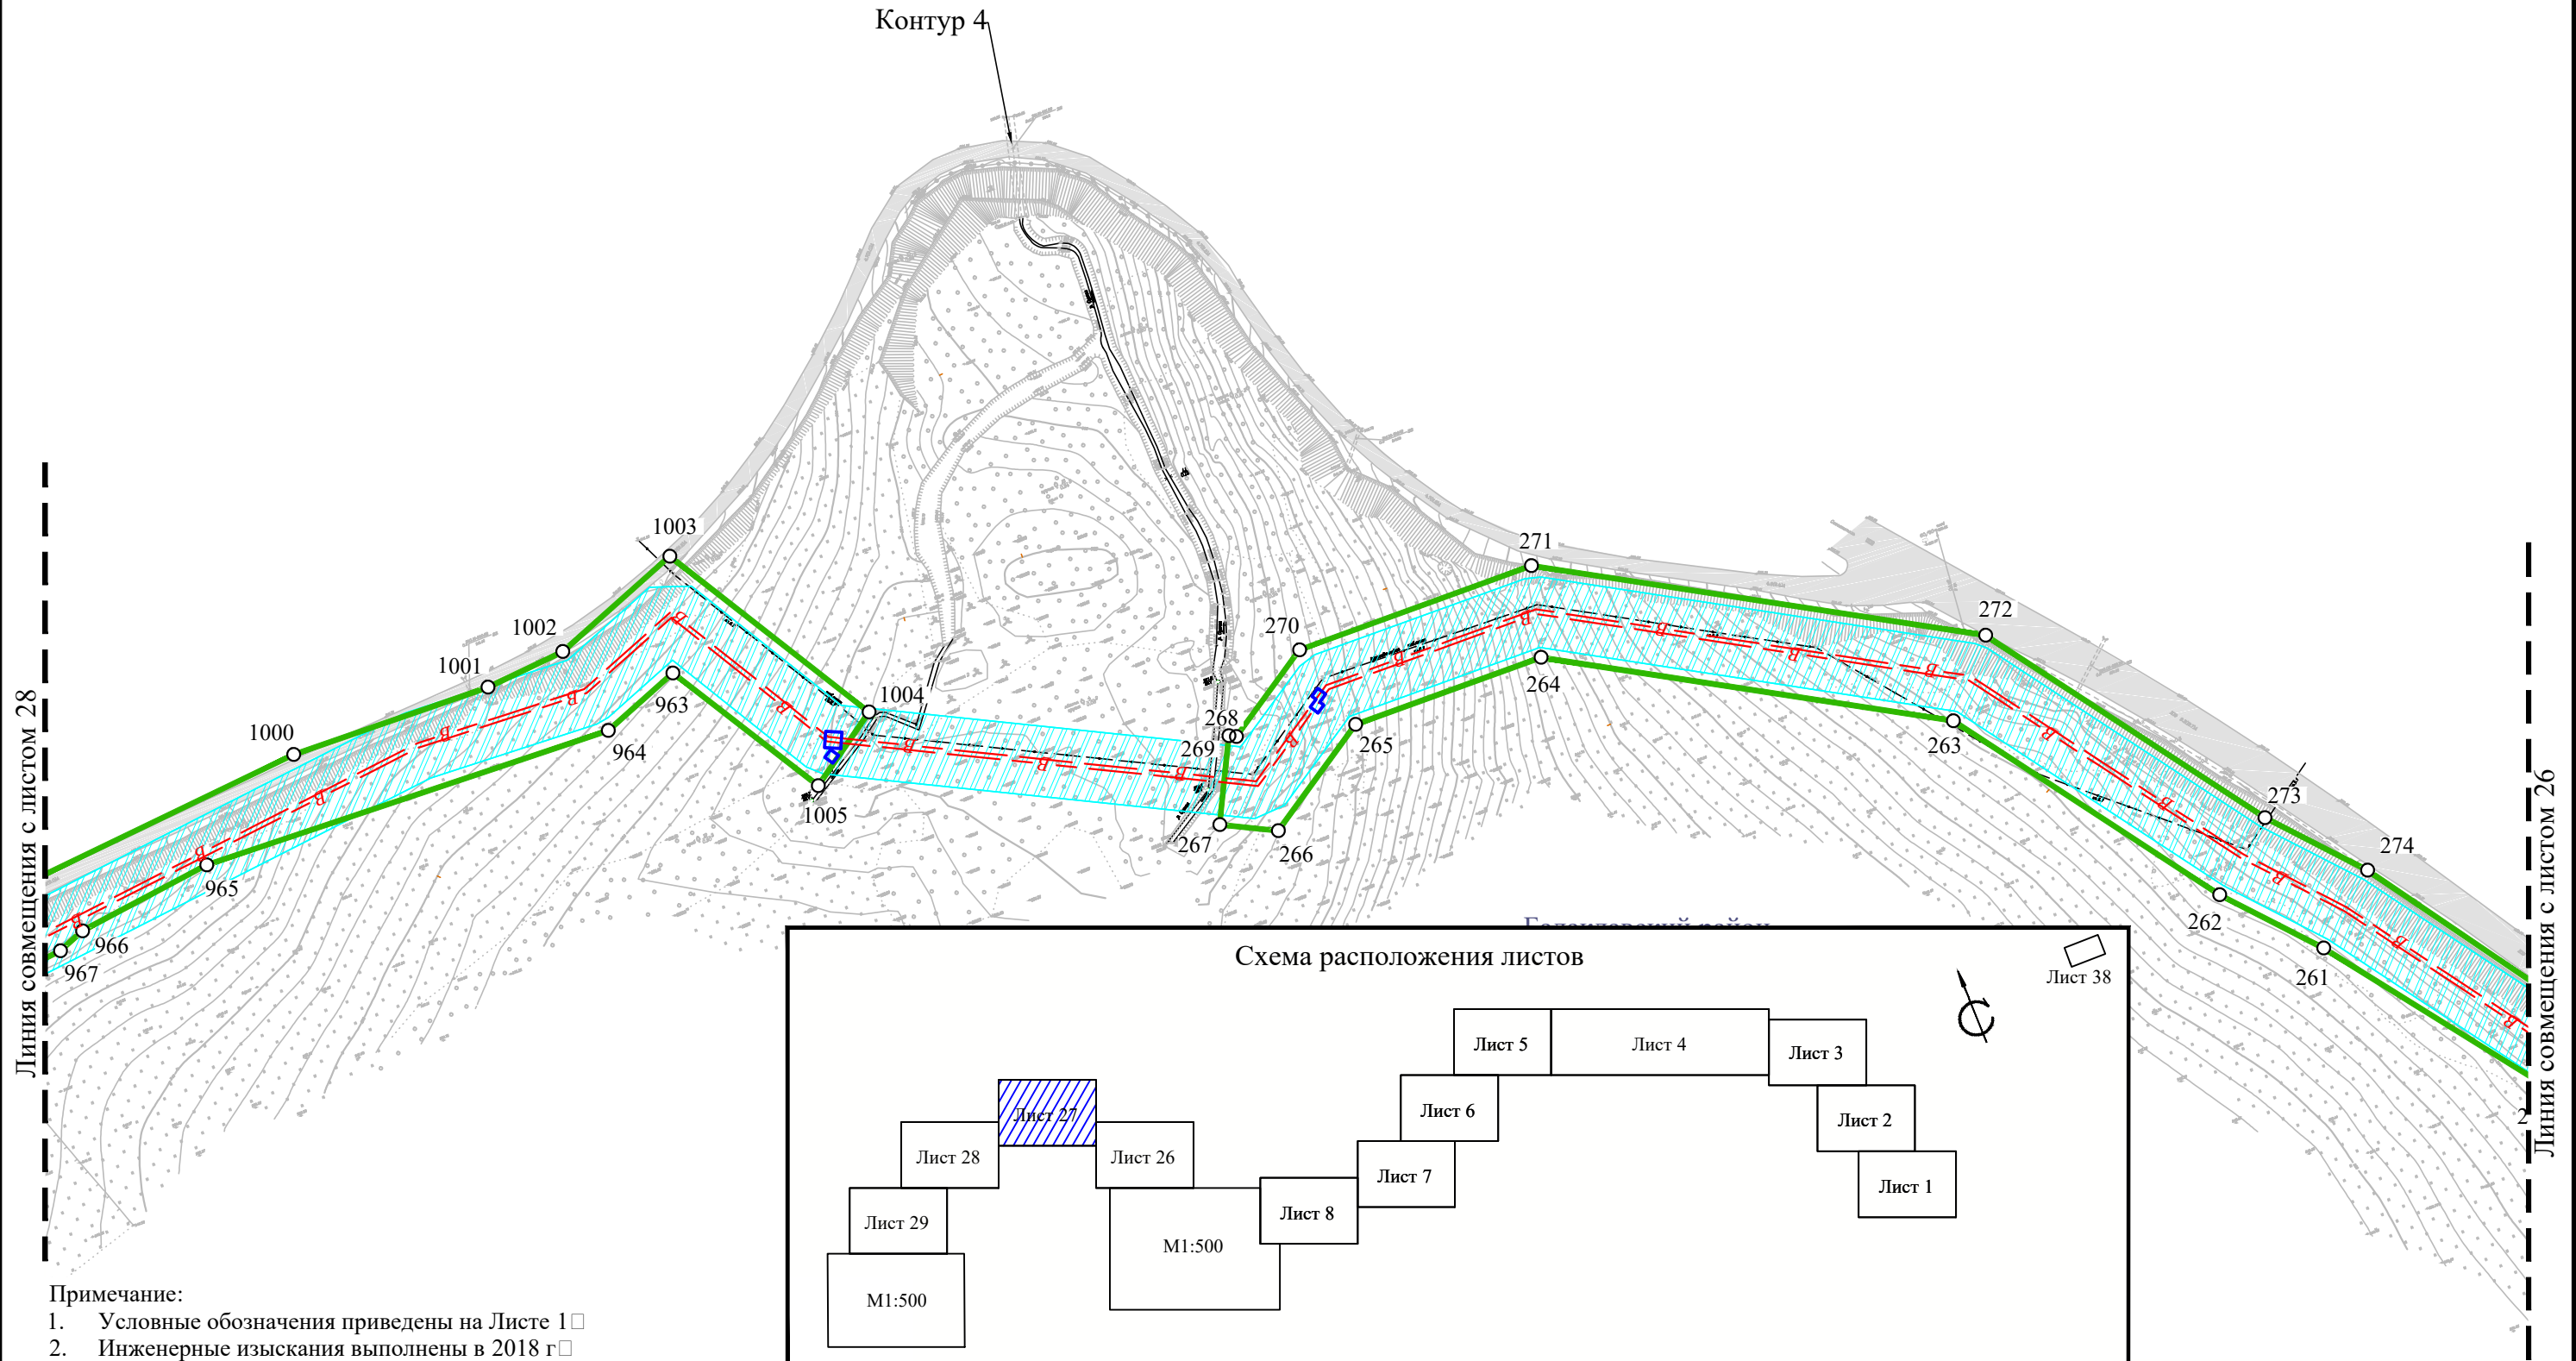 Контур 4
1003
271
272
1002
270
1001
1004
963
264
1000
268
964
269
265
263
273
1005
267
266
274
965
262
966
261
967
2
В В В В В В В В В В В В В В В В В В В В В
Линия совмещения с листом 28
Линия совмещения с листом 26
Схема расположения листов
Лист 38
Лист 5
Лист 4
Лист 3
Лист 27
Лист 6
Лист 2
Лист 28
Лист 26
Лист 7
Лист 1
Лист 29
Лист 8
М1:500
М1:500
С
Примечание:
1. Условные обозначения приведены на Листе 1
2. Инженерные изыскания выполнены в 2018 г